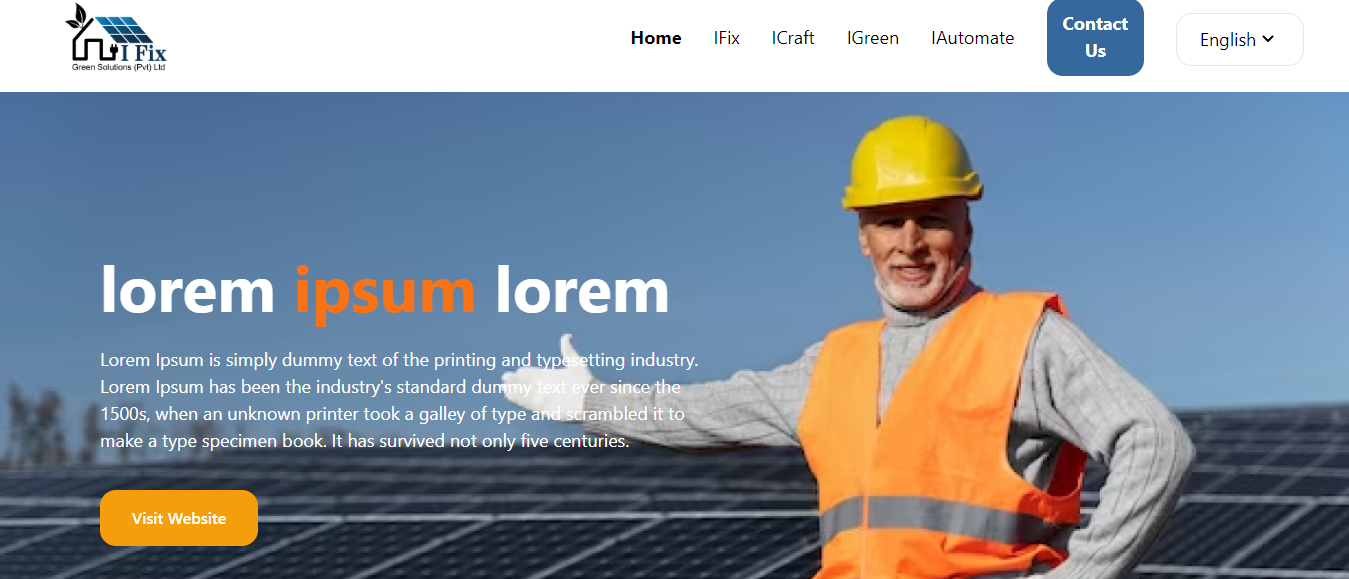 I Fix
Green Solutions (Pvt) Ltd
Home IFix ICraft IGreen IAutomate
Contact
Us
English
lorem ipsum lorem
Lorem Ipsum is simply dummy text of the printing and typesetting industry.
Lorem Ipsum has been the industry's standard dummy text ever since the
1500s, when an unknown printer took a galley of type and scrambled it to
make a type specimen book. It has survived not only five centuries.
Visit Website